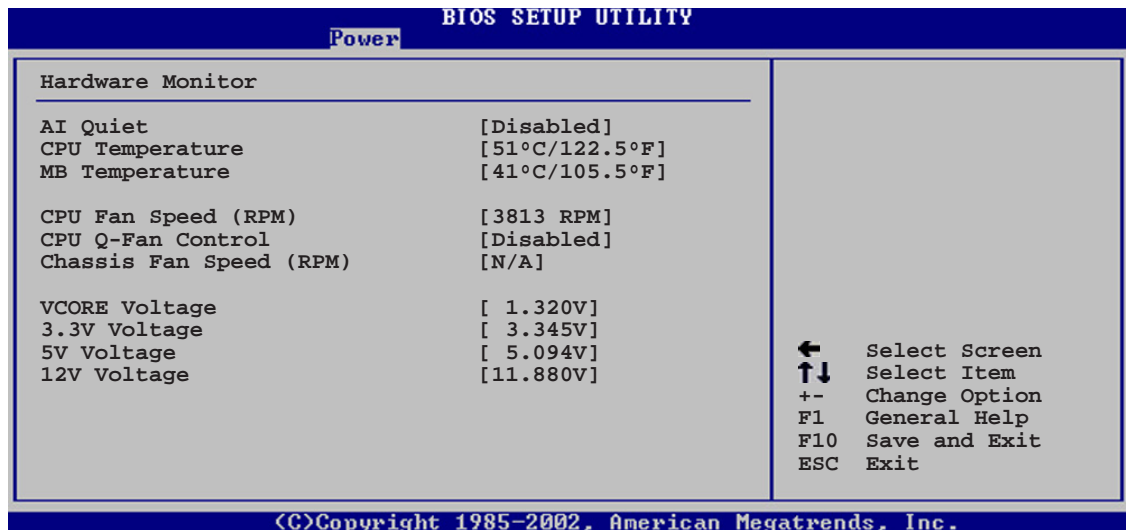 BIOS SETUP UTILITY
Power
Hardware Monitor
AI Quiet [Disabled]
CPU Temperature [51ºC/122.5ºF]
MB Temperature [41ºC/105.5ºF]
CPU Fan Speed (RPM) [3813 RPM]
CPU Q-Fan Control [Disabled]
Chassis Fan Speed (RPM) [N/A]
VCORE Voltage [ 1.320V]
3.3V Voltage [ 3.345V]
5V Voltage [ 5.094V]
12V Voltage [11.880V]
← Select Screen
↑↓ Select Item
+- Change Option
F1 General Help
F10 Save and Exit
ESC Exit
(C)Copyright 1985-2002, American Megatrends, Inc.